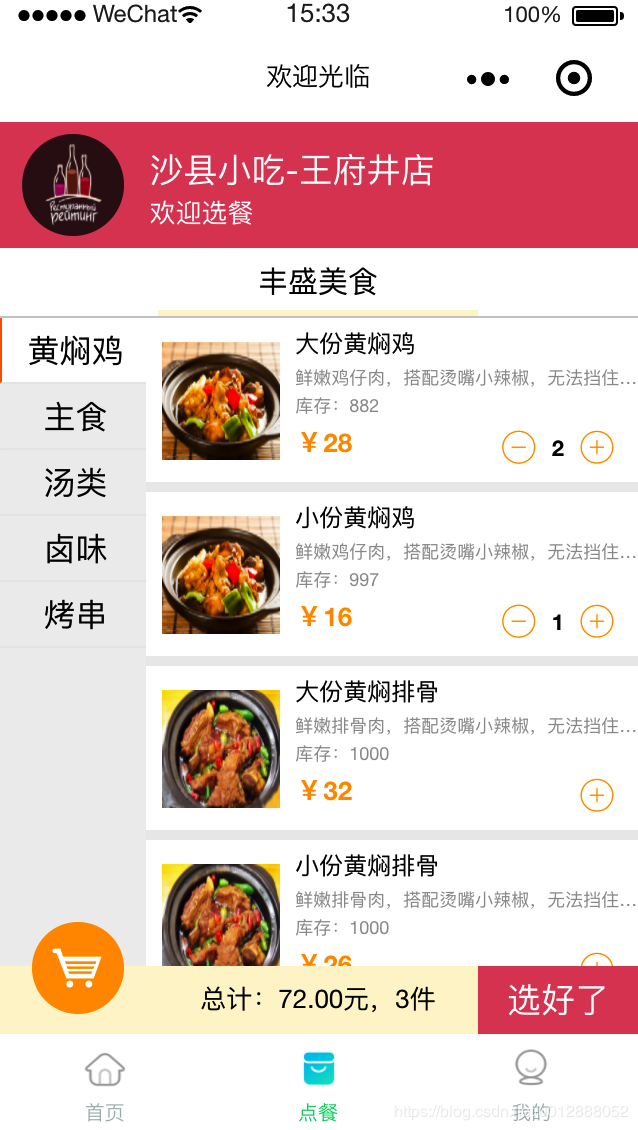 WeChat 15:33 100%
欢迎光临
Ресторанный
рейтинг
沙县小吃-王府井店
欢迎选餐
丰盛美食
黄焖鸡
主食
汤类
卤味
烤串
大份黄焖鸡
鲜嫩鸡仔肉，搭配烫嘴小辣椒，无法挡住…
库存：882
￥28
2
小份黄焖鸡
鲜嫩鸡仔肉，搭配烫嘴小辣椒，无法挡住…
库存：997
￥16
1
大份黄焖排骨
鲜嫩排骨肉，搭配烫嘴小辣椒，无法挡住…
库存：1000
￥32
小份黄焖排骨
鲜嫩排骨肉，搭配烫嘴小辣椒，无法挡住…
库存：1000
￥26
总计：72.00元，3件
选好了
首页
点餐
我的